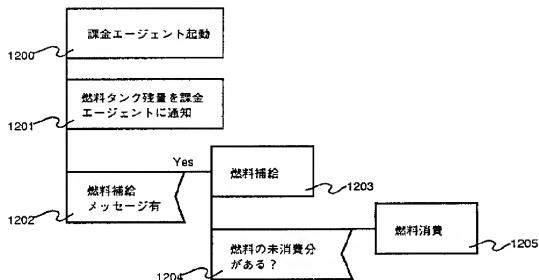 課金エージェント起動
1200
燃料タンク残量を課金
エージェントに通知
1201
Yes
燃料補給
メッセージ有
1202
燃料補給
1203
燃料の未消費分
がある？
1204
燃料消費
1205